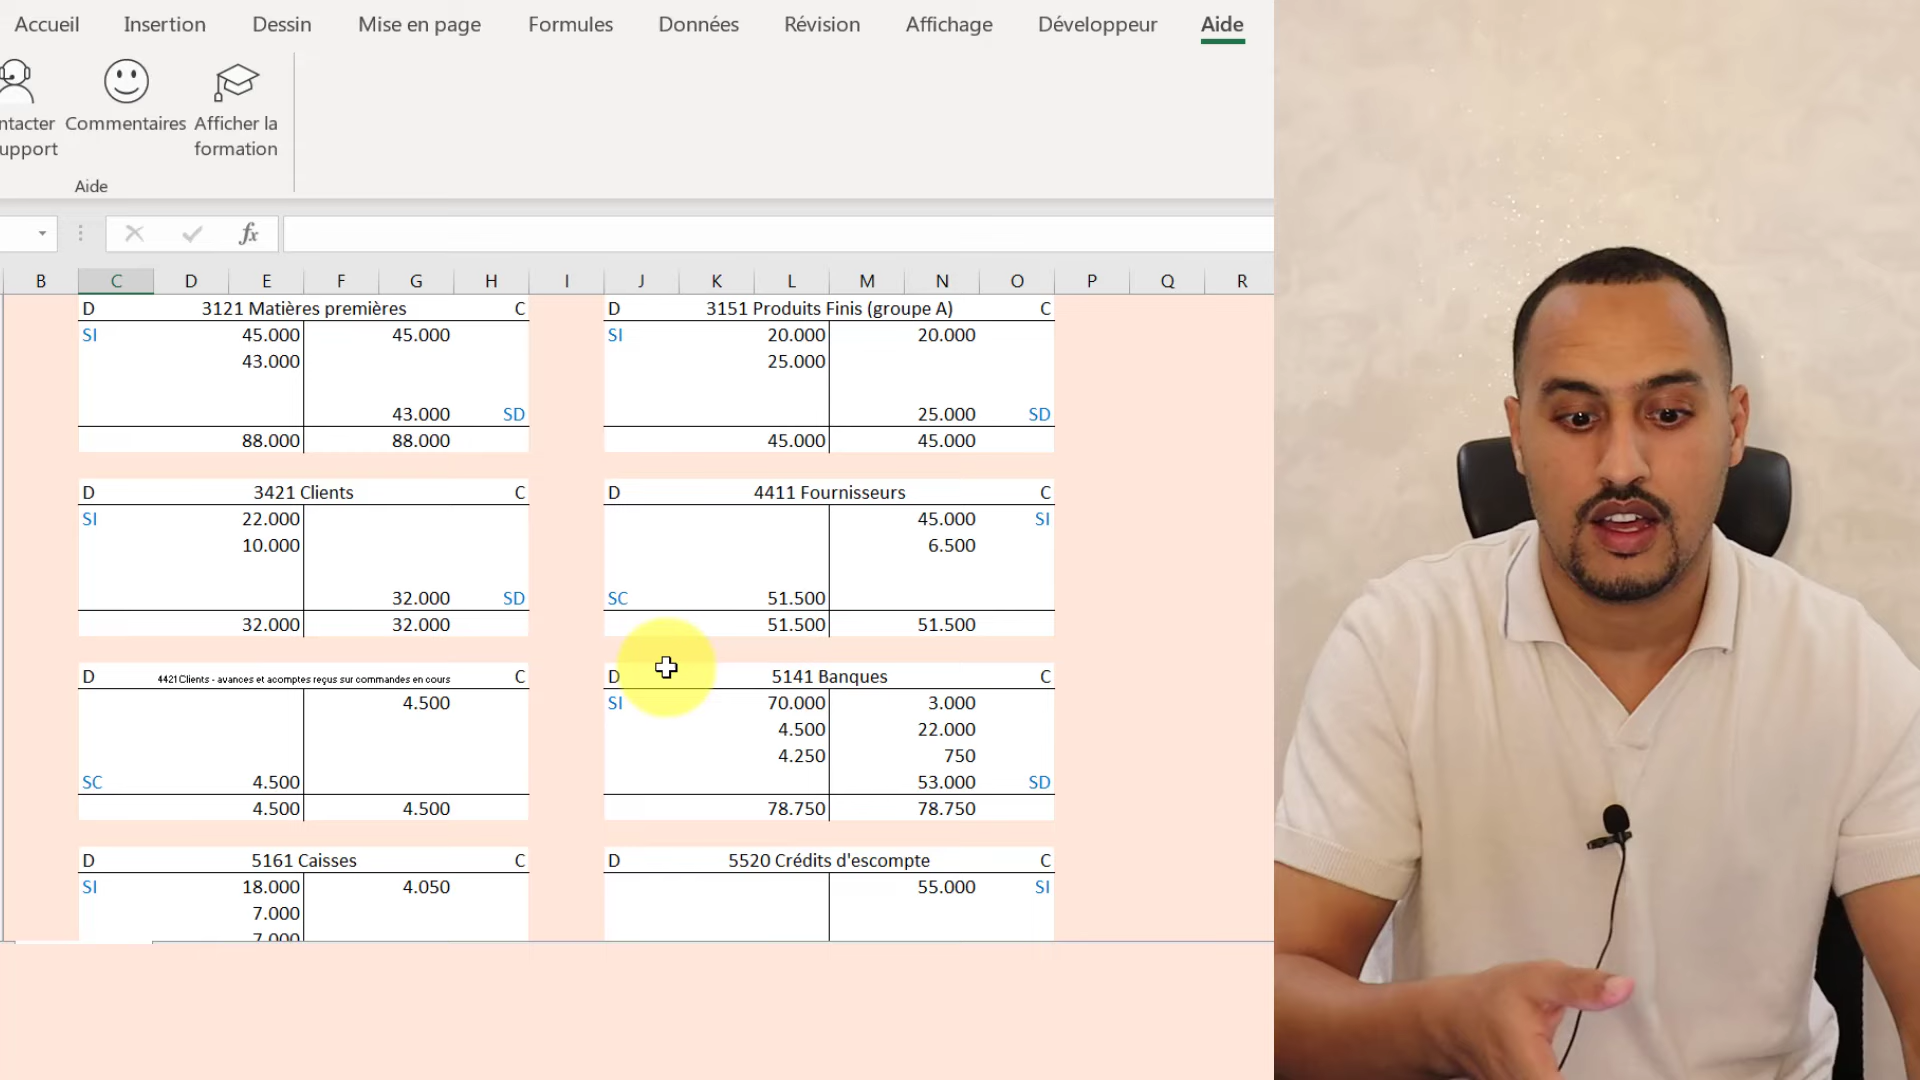 Accueil Insertion Dessin Mise en page Formules Données Révision Affichage Développeur Aide
ntacter Commentaires Afficher la
upport formation
Aide
fx
B C D E F G H I J K L M N O P Q R
D 3121 Matières premières C D 3151 Produits Finis (groupe A) C
SI 45.000 45.000 SI 20.000 20.000
43.000 25.000
43.000 SD 25.000 SD
88.000 88.000 45.000 45.000
D 3421 Clients C D 4411 Fournisseurs C
SI 22.000 45.000 SI
10.000 6.500
32.000 SD SC 51.500
32.000 32.000 51.500 51.500
D 4421Clients - avances et acomptes reçus sur commandes en cours C D 5141 Banques C
4.500 SI 70.000 3.000
4.500 22.000
4.250 750
SC 4.500 53.000 SD
4.500 4.500 78.750 78.750
D 5161 Caisses C D 5520 Crédits d'escompte C
SI 18.000 4.050 55.000 SI
7.000
7.000